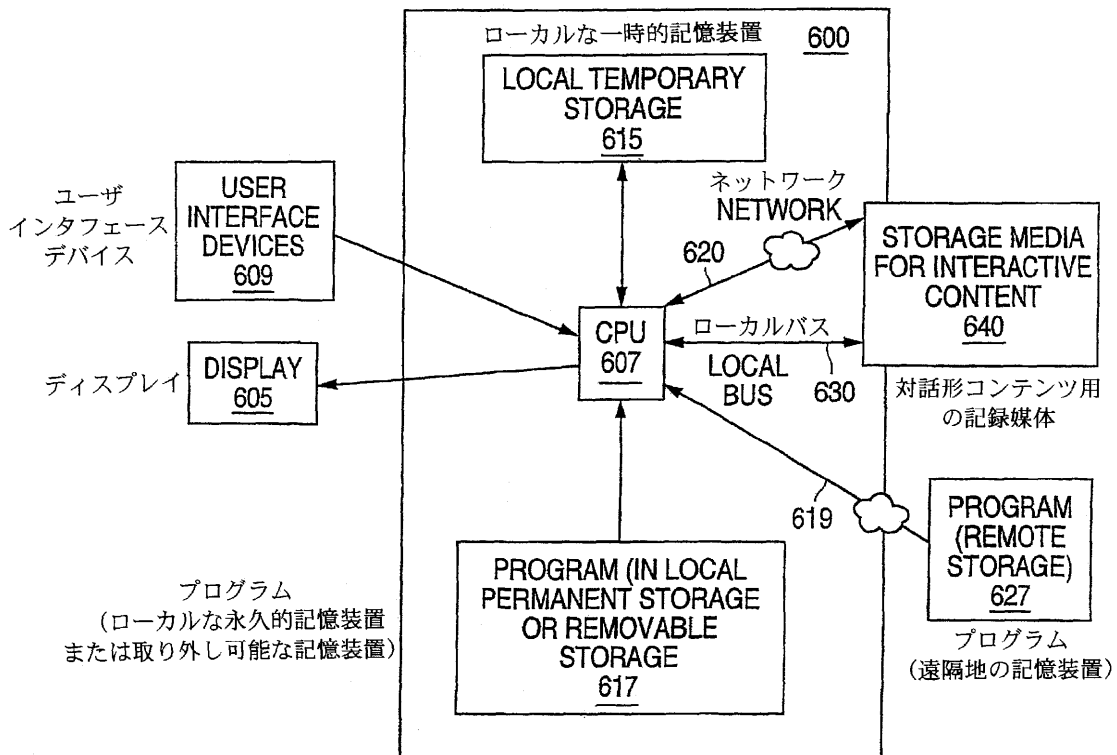 ローカルな一時的記憶装置
600
LOCAL TEMPORARY
STORAGE
615
ユーザ
インタフェース
デバイス
USER
INTERFACE
DEVICES
609
ネットワーク
NETWORK
620
STORAGE MEDIA
FOR INTERACTIVE
CONTENT
640
対話形コンテンツ用
の記録媒体
CPU
607
ローカルバス
LOCAL
BUS
630
ディスプレイ
DISPLAY
605
619
PROGRAM
(REMOTE
STORAGE)
627
プログラム
(遠隔地の記憶装置)
プログラム
(ローカルな永久的記憶装置
または取り外し可能な記憶装置)
PROGRAM (IN LOCAL
PERMANENT STORAGE
OR REMOVABLE
STORAGE
617